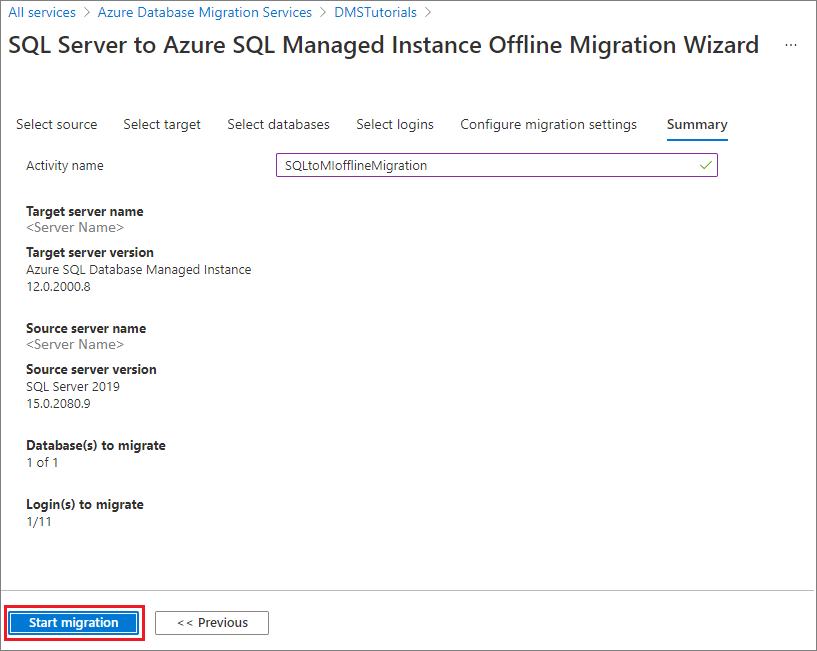 All services > Azure Database Migration Services > DMSTutorials >
SQL Server to Azure SQL Managed Instance Offline Migration Wizard ...
Select source Select target Select databases Select logins Configure migration settings Summary
Activity name SQLtoMIofflineMigration
Target server name
<Server Name>
Target server version
Azure SQL Database Managed Instance
12.0.2000.8
Source server name
<Server Name>
Source server version
SQL Server 2019
15.0.2080.9
Database(s) to migrate
1 of 1
Login(s) to migrate
1/11
Start migration << Previous